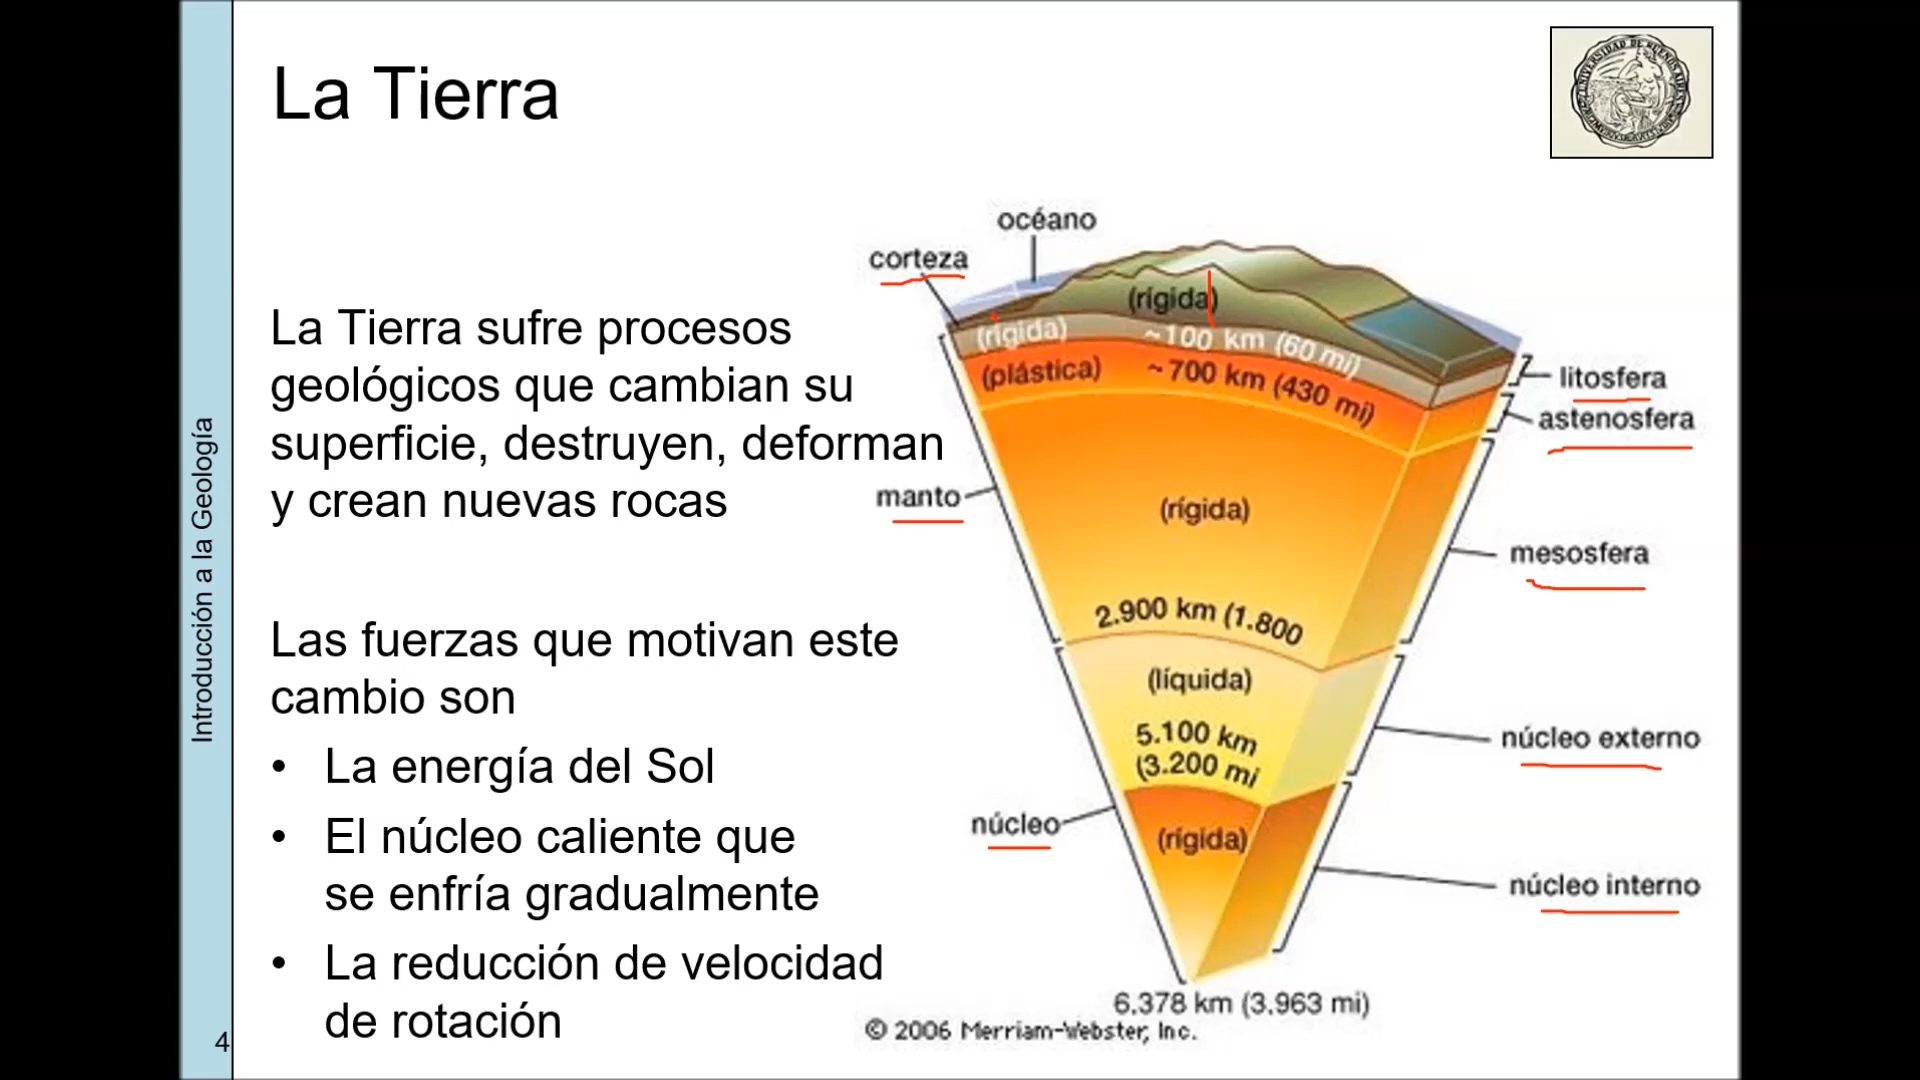 La Tierra
UNIVERSIDAD DE BUENOS AIRES
La Tierra sufre procesos
geológicos que cambian su
superficie, destruyen, deforman
y crean nuevas rocas
Las fuerzas que motivan este
cambio son
• La energía del Sol
• El núcleo caliente que
se enfría gradualmente
• La reducción de velocidad
de rotación
Introducción a la Geología
4
océano
corteza
(rígida)
(rígida) ~100 km (60 mi)
(plástica) ~700 km (430 mi)
litosfera
astenosfera
manto
(rígida)
mesosfera
2.900 km (1.800
(líquida)
5.100 km
(3.200 mi
núcleo externo
núcleo
(rígida)
núcleo interno
6.378 km (3.963 mi)
© 2006 Merriam-Webster, Inc.